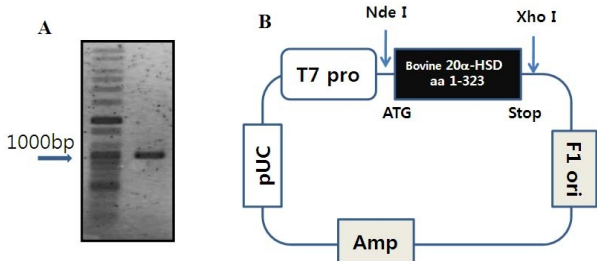 A
1000bp
B
Nde I
Xho I
T7 pro
Bovine 20α-HSD
aa 1-323
ATG
Stop
pUC
F1 ori
Amp